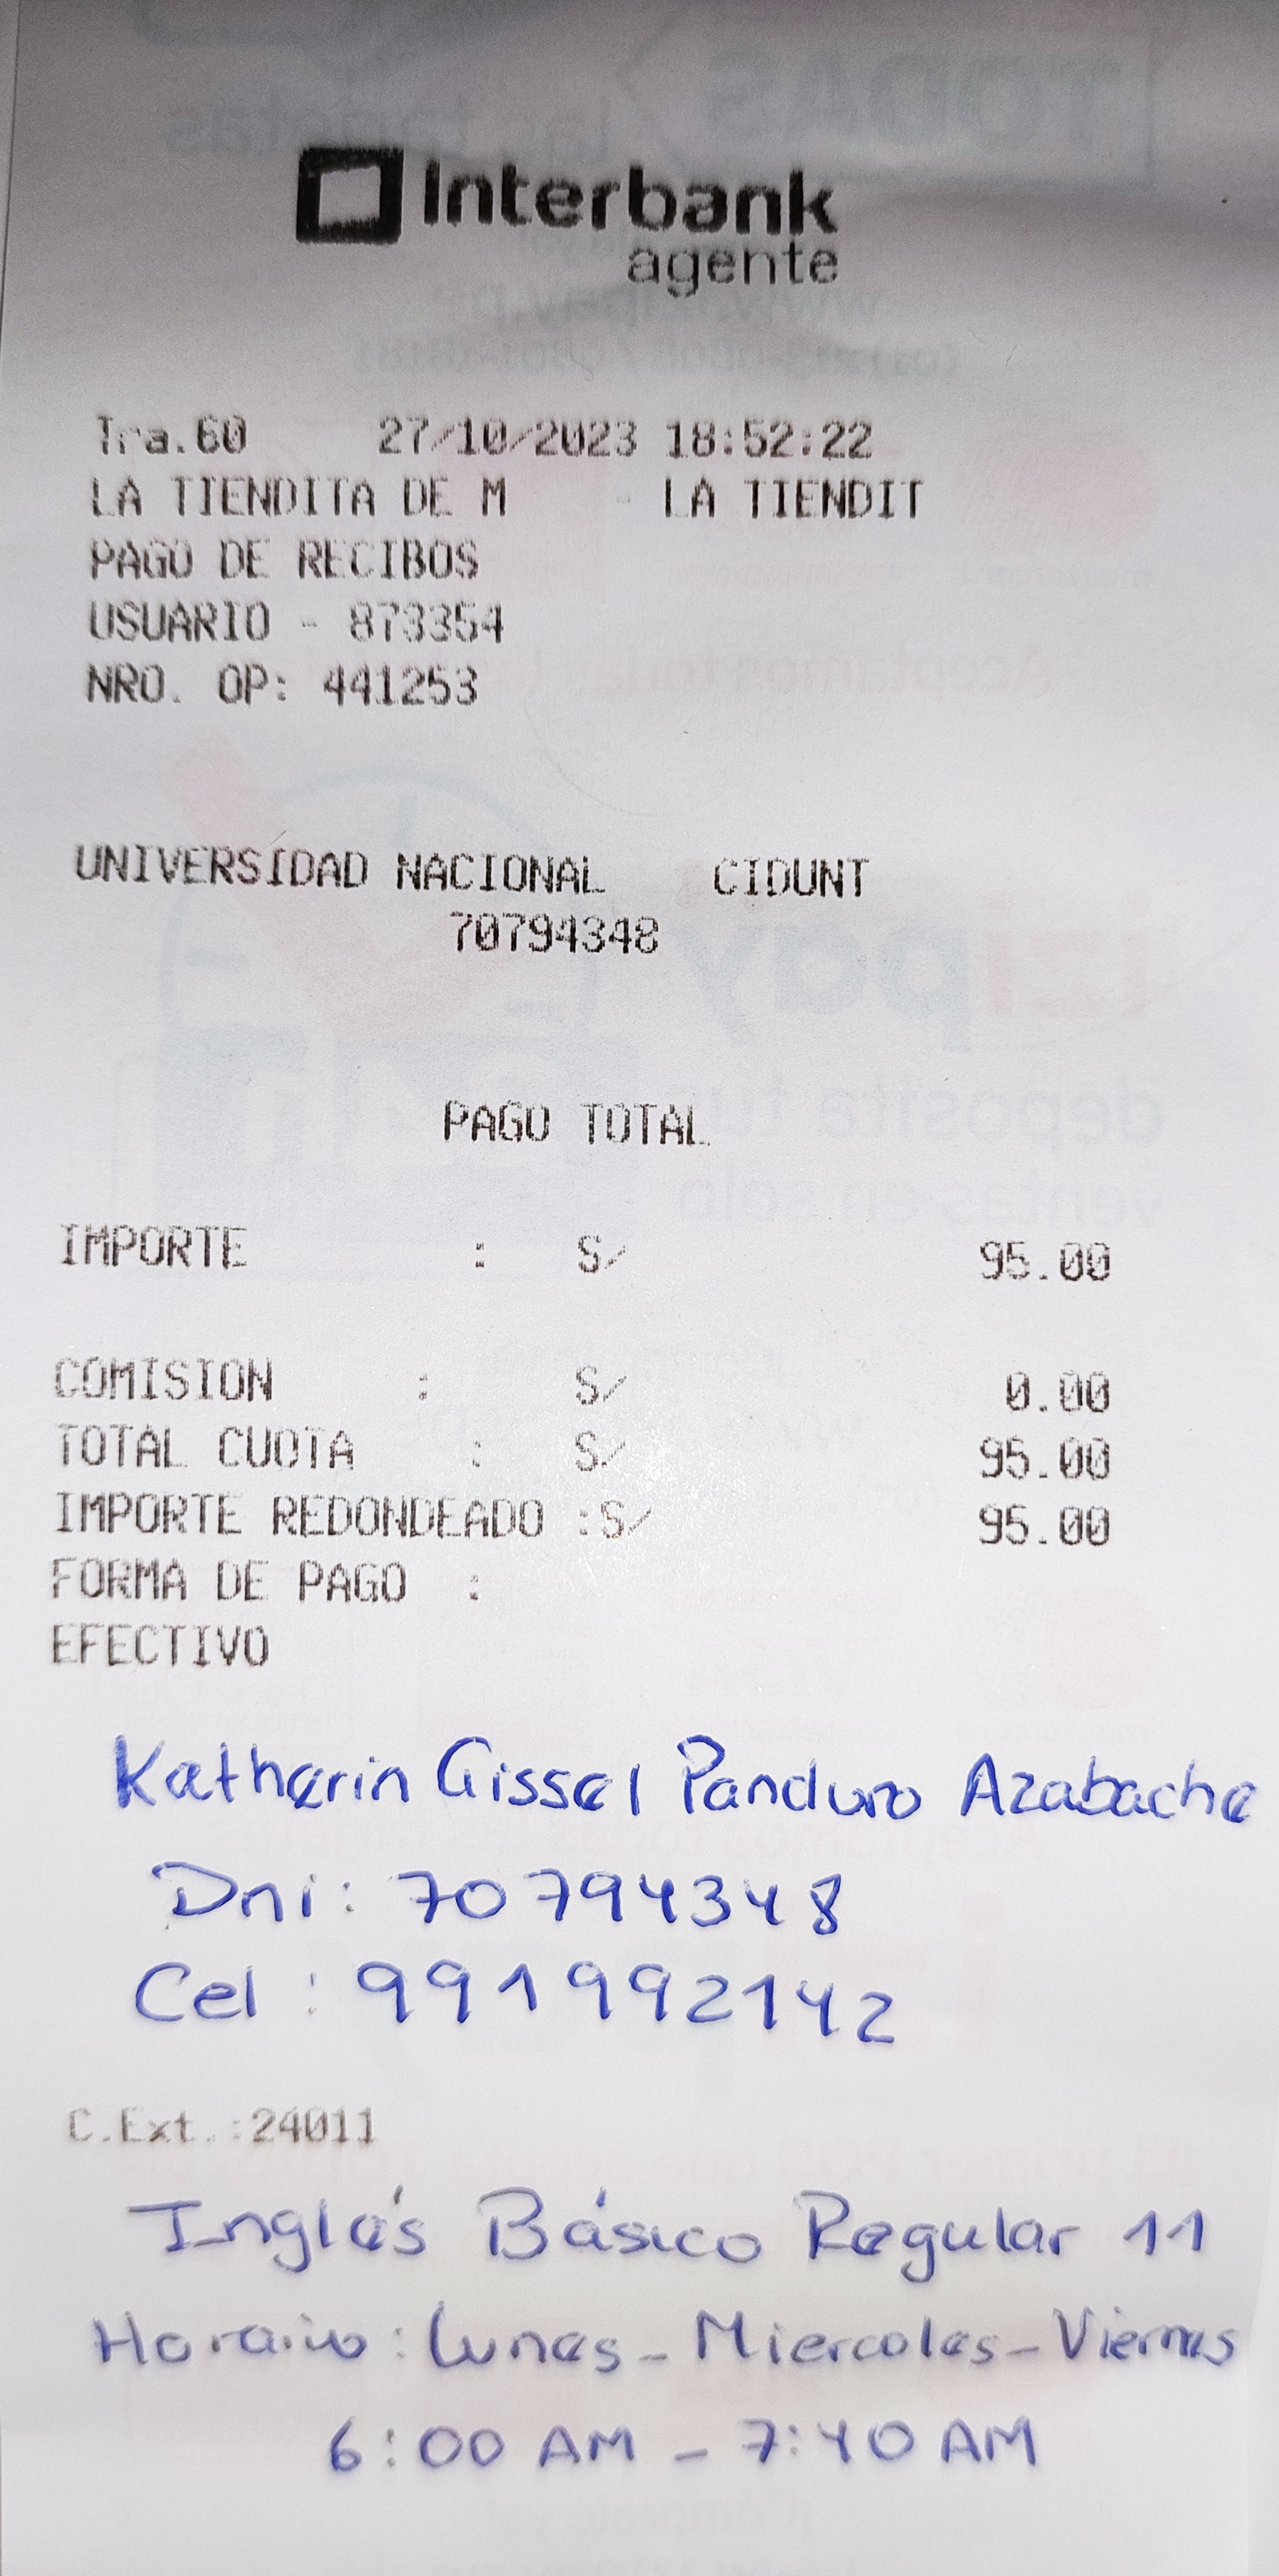 Interbank
agente
Tra.60 27/10/2023 18:52:22
LA TIENDITA DE M - LA TIENDIT
PAGO DE RECIBOS
USUARIO - 873354
NRO. OP: 441253
UNIVERSIDAD NACIONAL CIDUNT
70794348
PAGO TOTAL
IMPORTE : S/ 95.00
COMISION : S/ 0.00
TOTAL CUOTA : S/ 95.00
IMPORTE REDONDEADO :S/ 95.00
FORMA DE PAGO :
EFECTIVO
Katherin Gissel Panduro Azabache
Dni: 70794348
Cel: 991992142
C.Ext.:24011
Inglés Básico Regular 11
Horario: Lunes - Miercoles - Viernes
6:00 AM - 7:40 AM